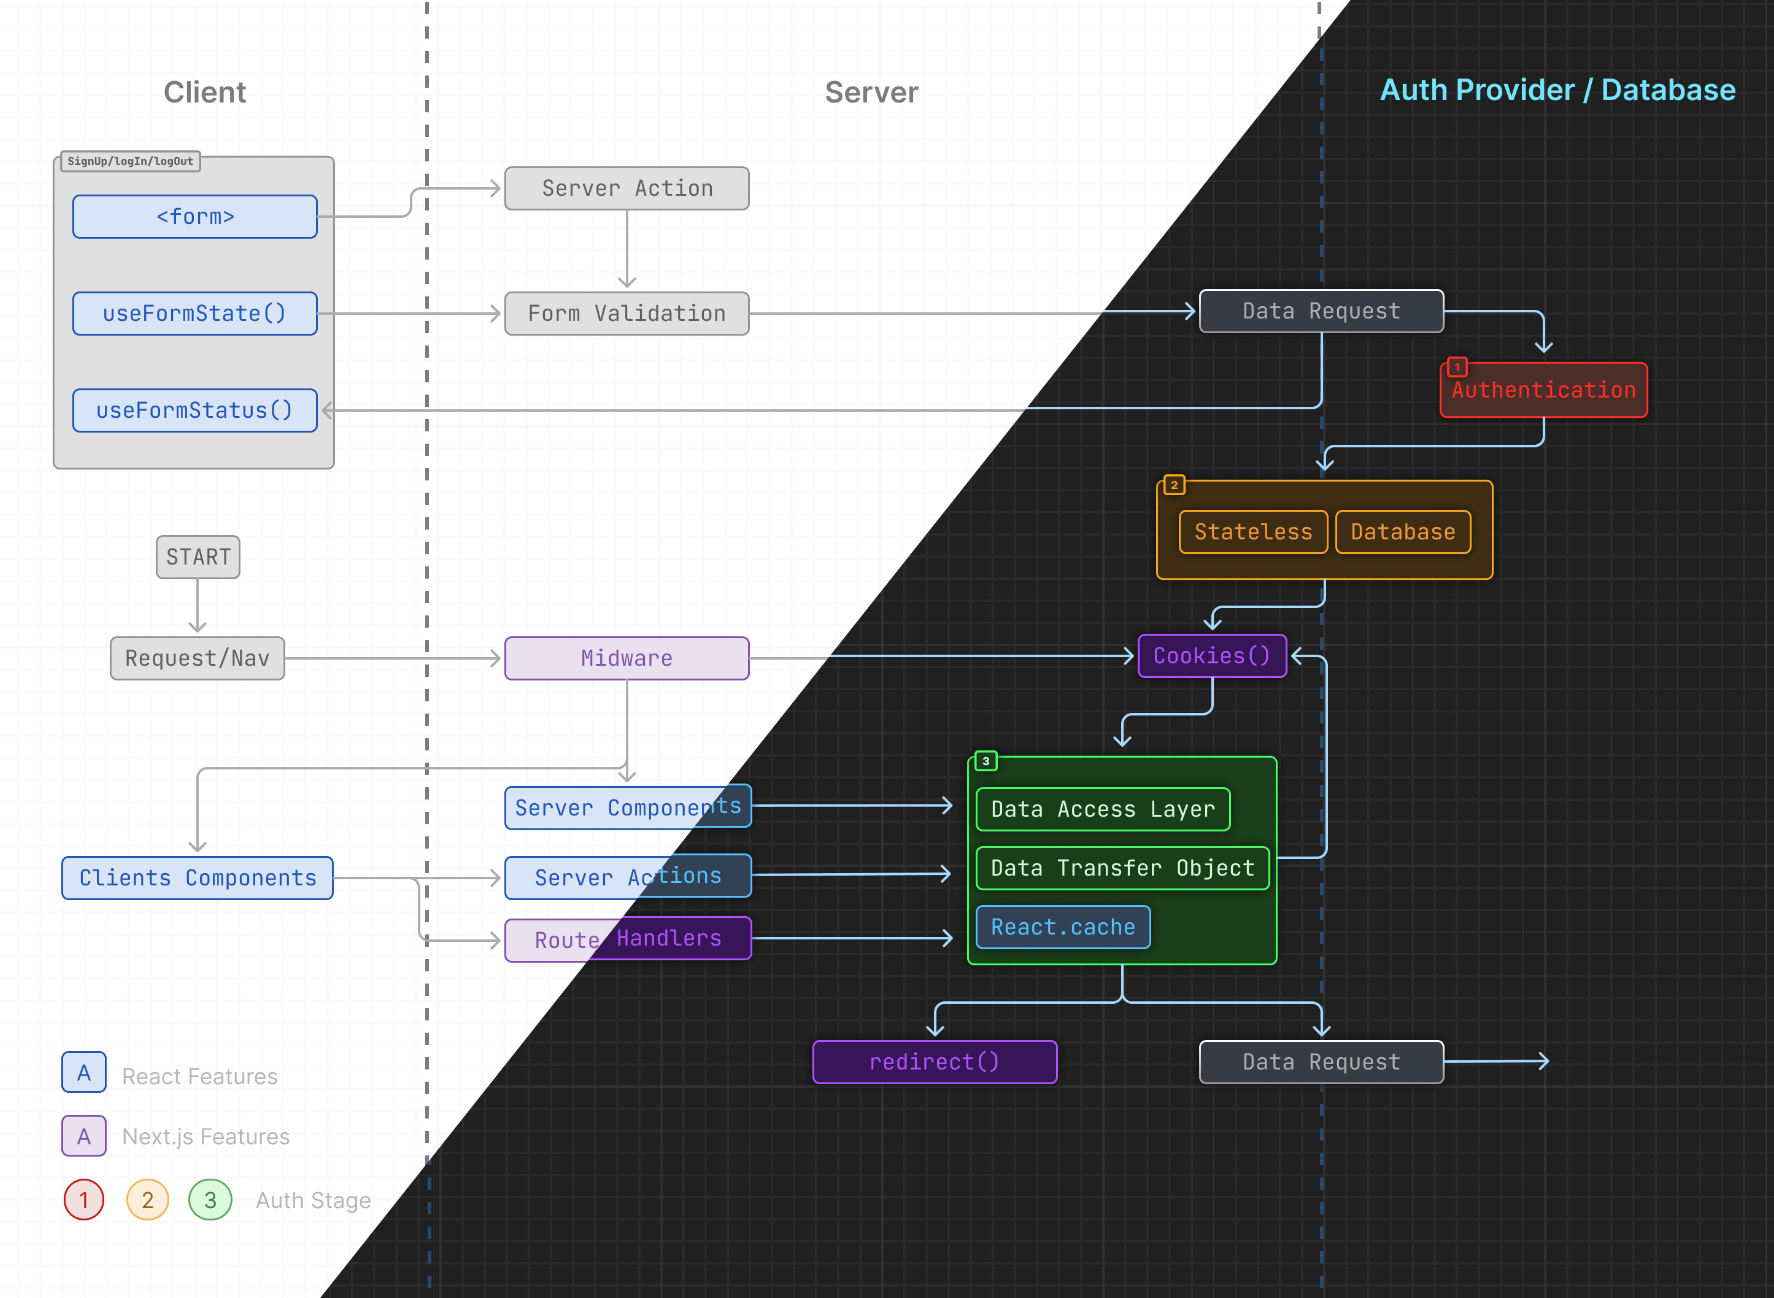 Client
Server
Auth Provider / Database
SignUp/logIn/logOut
<form>
Server Action
useFormState()
Form Validation
Data Request
1
Authentication
useFormStatus()
2
Stateless
Database
START
Request/Nav
Midware
Cookies()
3
Server Components
Data Access Layer
Clients Components
Server Actions
Data Transfer Object
Route Handlers
React.cache
redirect()
Data Request
A
React Features
A
Next.js Features
1
2
3
Auth Stage